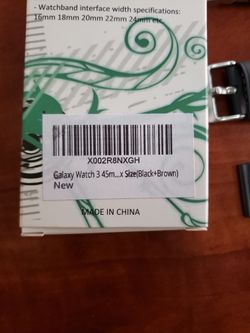 - Watchband interface width specifications:
16mm 18mm 20mm 22mm 24mm etc
X002R8NXGH
Galaxy Watch 3 45m...x Size(Black+Brown)
New
MADE IN CHINA